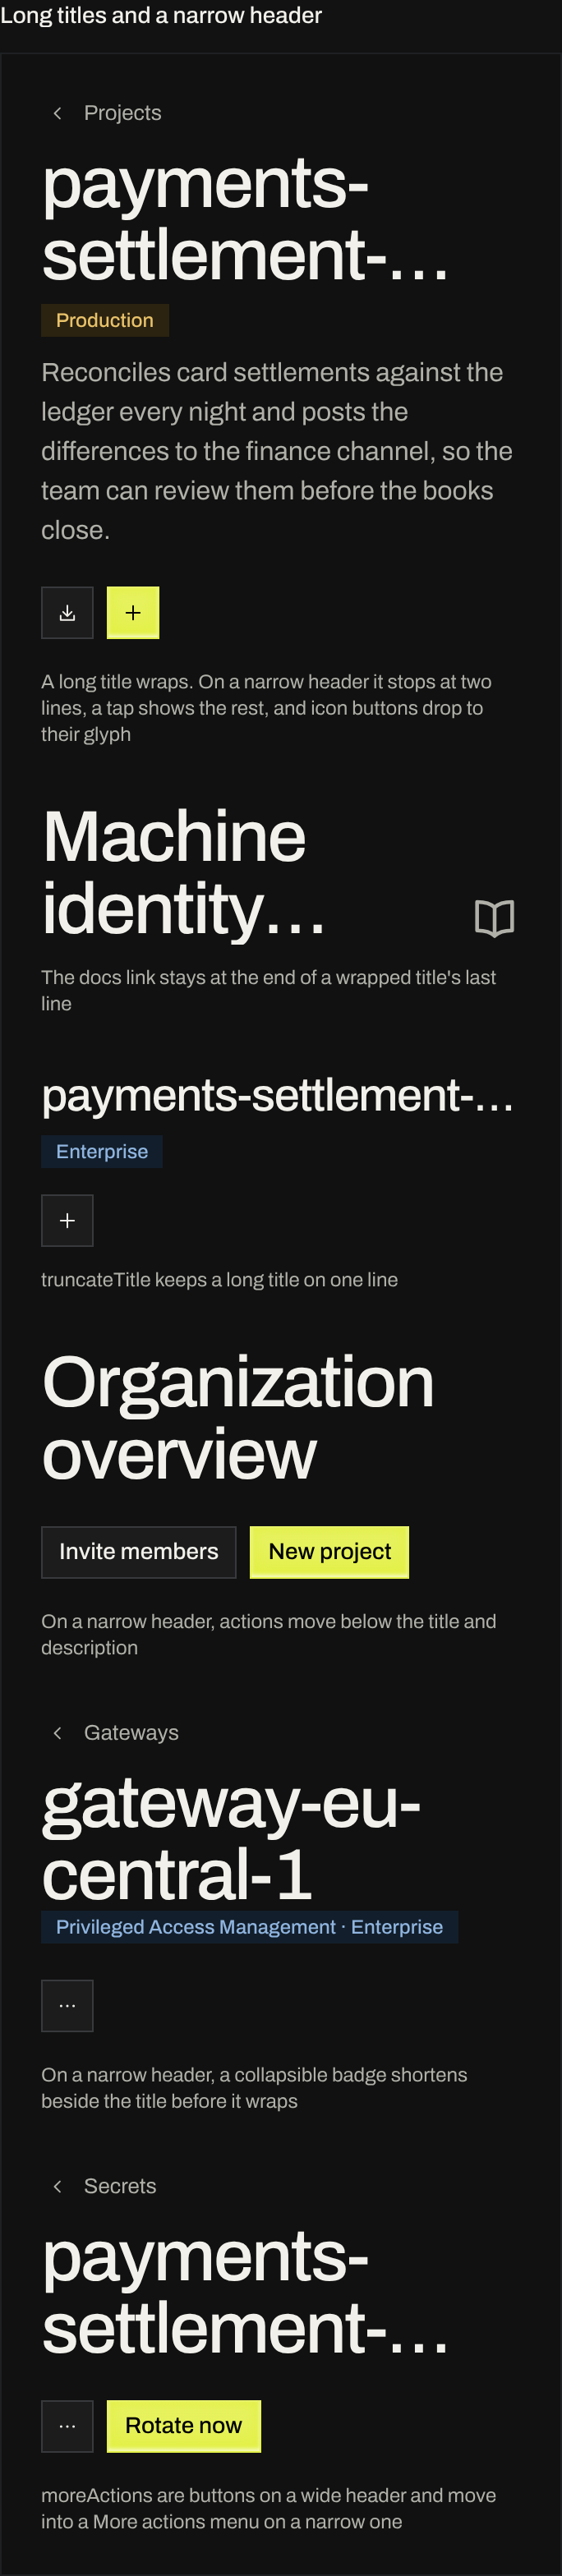 Long titles and a narrow header
Projects
payments-
settlement-...
Production
Reconciles card settlements against the
ledger every night and posts the
differences to the finance channel, so the
team can review them before the books
close.
A long title wraps. On a narrow header it stops at two
lines, a tap shows the rest, and icon buttons drop to
their glyph
Machine
identity...
The docs link stays at the end of a wrapped title's last
line
payments-settlement-...
Enterprise
truncateTitle keeps a long title on one line
Organization
overview
Invite members New project
On a narrow header, actions move below the title and
description
Gateways
gateway-eu-
central-1
Privileged Access Management · Enterprise
On a narrow header, a collapsible badge shortens
beside the title before it wraps
Secrets
payments-
settlement-...
Rotate now
moreActions are buttons on a wide header and move
into a More actions menu on a narrow one